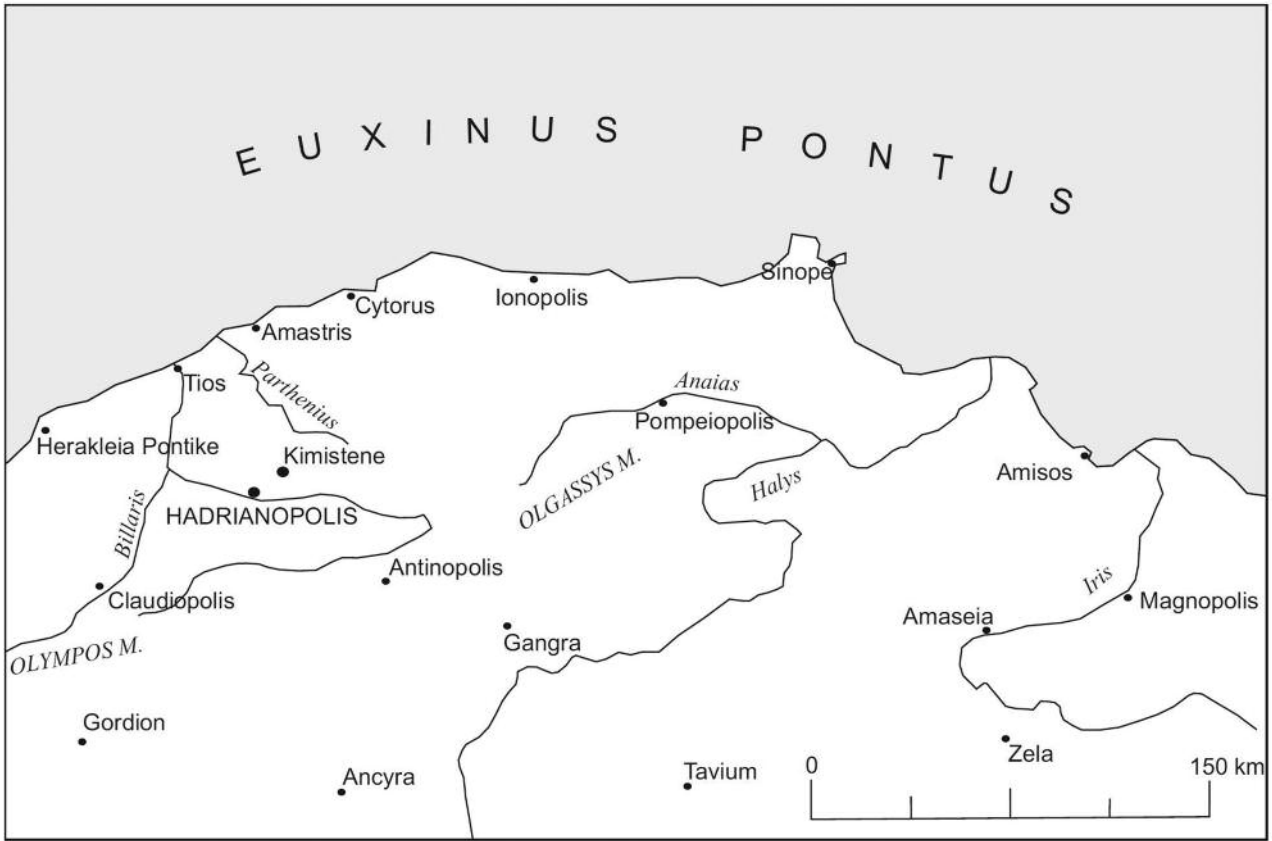 EUXINUS PONTUS
Sinope
Ionopolis
Cytorus
Amastris
Tios
Parthenius
Anaias
Pompeiopolis
Herakleia Pontike
Kimistene
Amisos
Halys
OLGASSYS M.
HADRIANOPOLIS
Billaris
Antinopolis
Claudiopolis
Iris
Magnopolis
Amaseia
Gangra
OLYMPOS M.
Gordion
Zela
Ancyra
Tavium
0 150 km